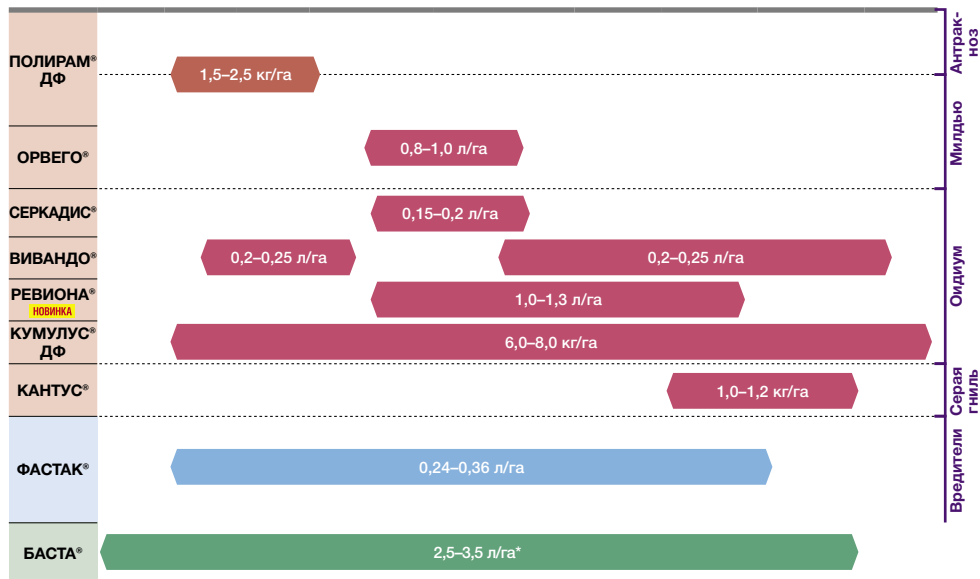 ПОЛИРАМ®
ДФ
1,5–2,5 кг/га
Антрак-
ноз
ОРВЕГО®
0,8–1,0 л/га
Милдью
СЕРКАДИС®
0,15–0,2 л/га
ВИВАНДО®
0,2–0,25 л/га
0,2–0,25 л/га
РЕВИОНА®
НОВИНКА
1,0–1,3 л/га
Оидиум
КУМУЛУС®
ДФ
6,0–8,0 кг/га
КАНТУС®
1,0–1,2 кг/га
Серая
гниль
ФАСТАК®
0,24–0,36 л/га
Вредители
БАСТА®
2,5–3,5 л/га*